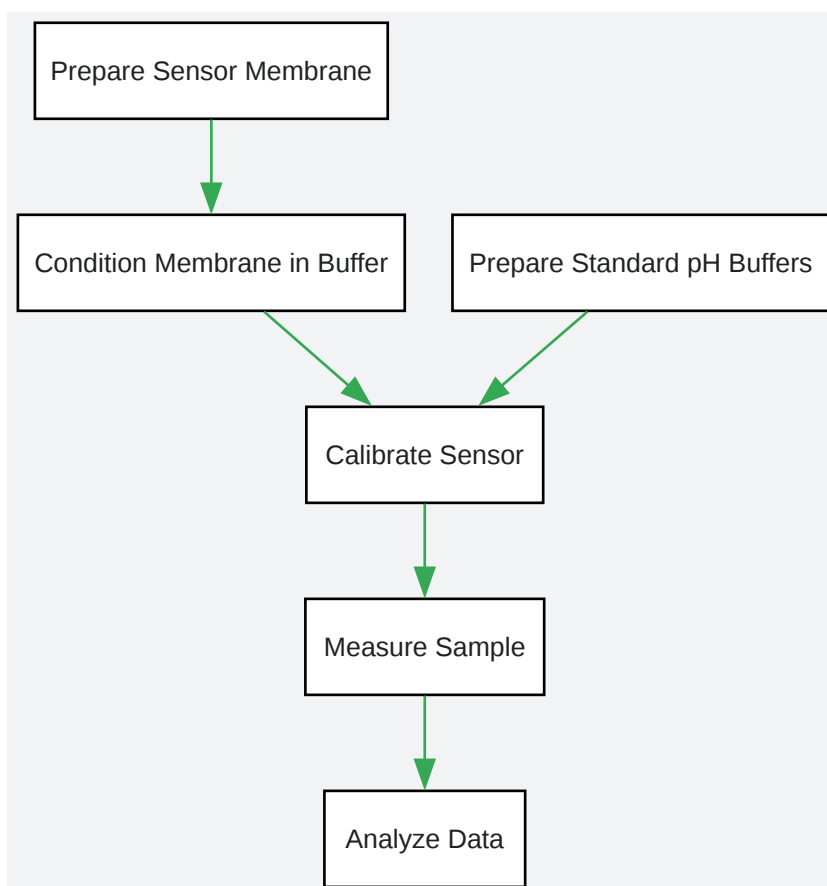 Prepare Sensor Membrane
Condition Membrane in Buffer
Prepare Standard pH Buffers
Calibrate Sensor
Measure Sample
Analyze Data